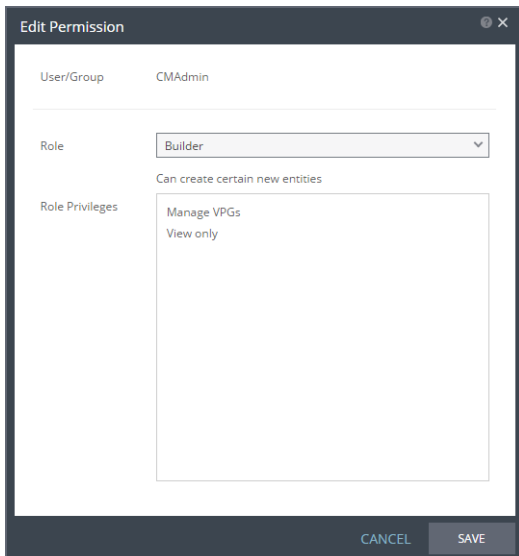 Edit Permission
User/Group CMAdmin
Role Builder
Can create certain new entities
Role Privileges
Manage VPGs
View only
CANCEL SAVE